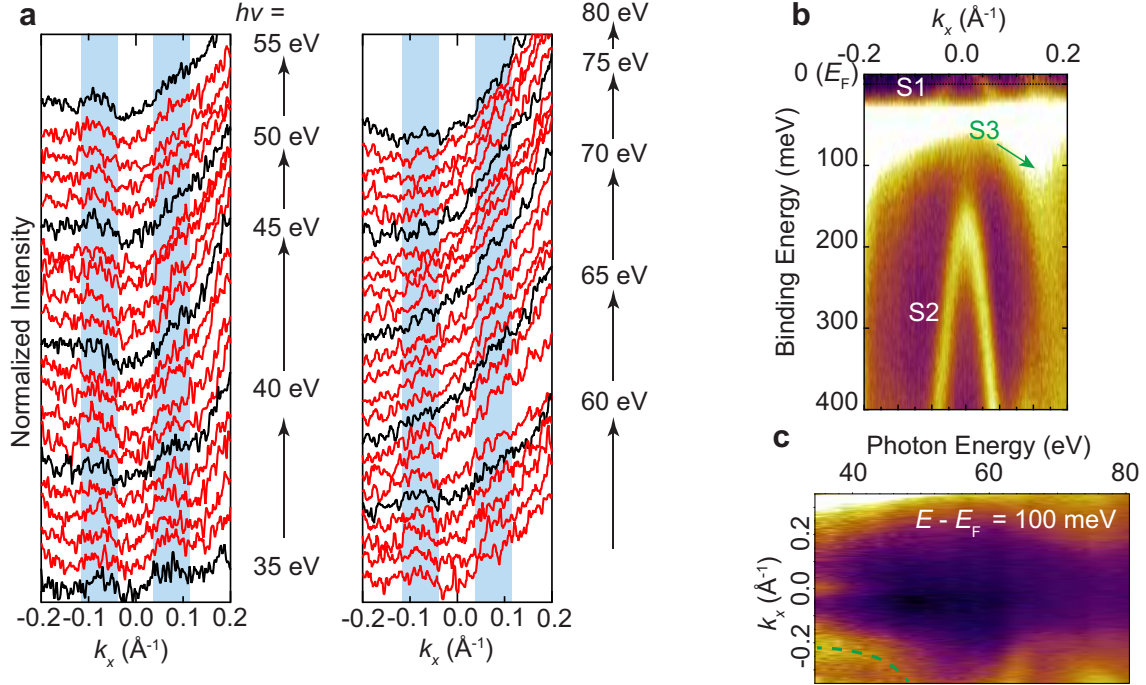 a
hν =
55 eV
50 eV
45 eV
40 eV
35 eV
Normalized Intensity
-0.2 -0.1 0.0 0.1 0.2
kx (Å-1)
80 eV
75 eV
70 eV
65 eV
60 eV
-0.2 -0.1 0.0 0.1 0.2
kx (Å-1)
b
kx (Å-1)
-0.2 0.0 0.2
0 (EF)
100
200
300
400
Binding Energy (meV)
S1
S3
S2
c
Photon Energy (eV)
40 60 80
E - EF = 100 meV
0.2
0.0
-0.2
kx (Å-1)